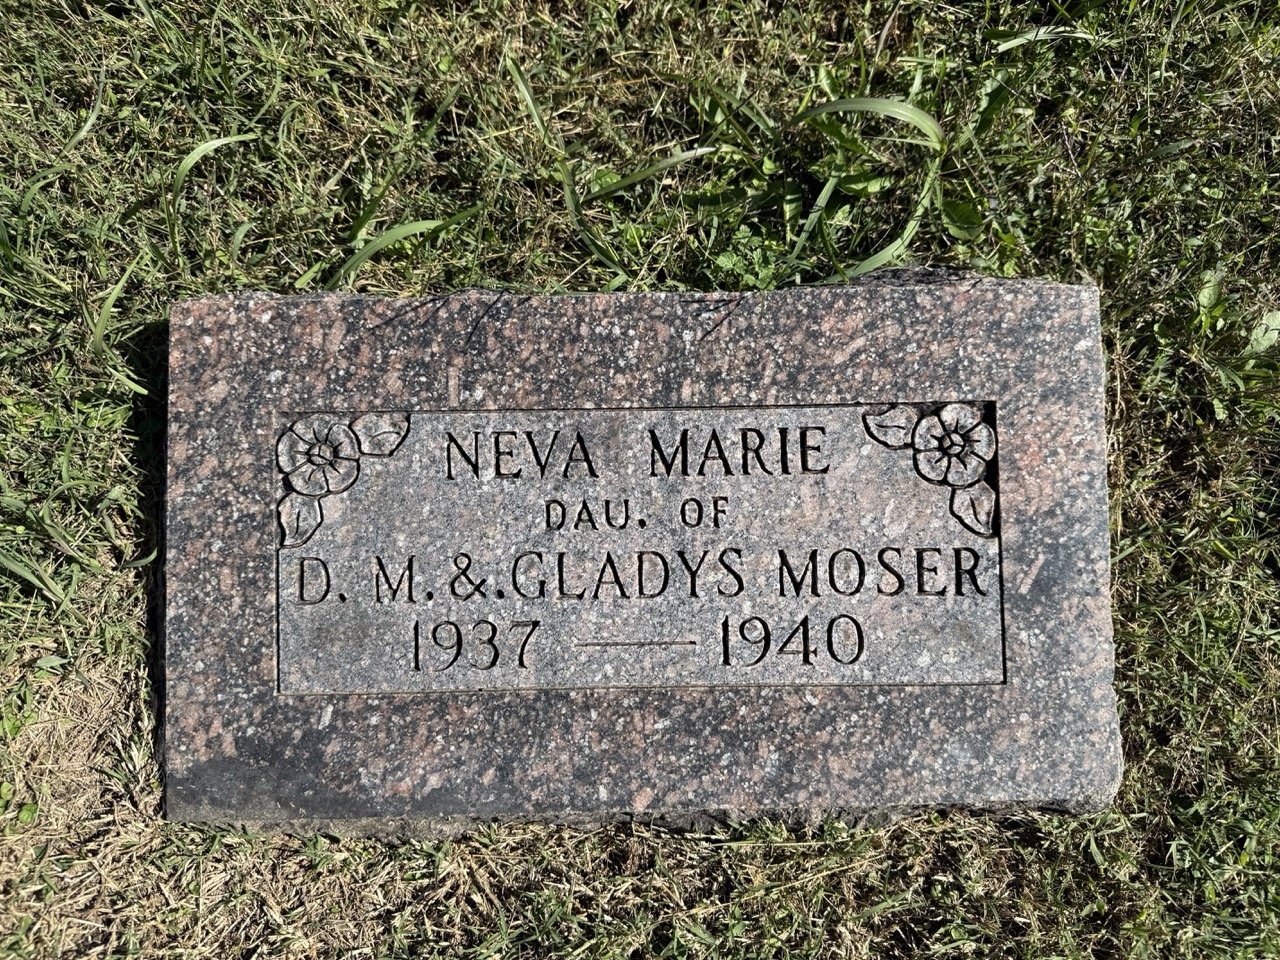 NEVA MARIE
DAU. OF
D. M. &. GLADYS MOSER
1937 — 1940